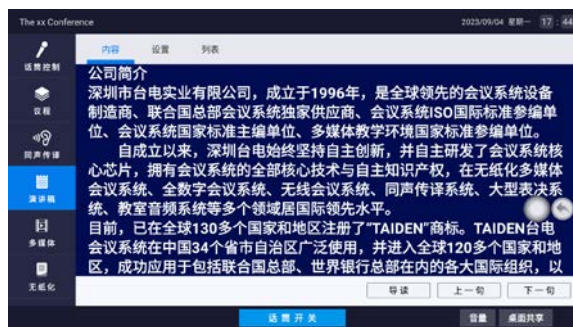 The xx Conference
2023/09/04 星期一 17 : 44
话筒控制
议程
同声传译
演讲稿
多媒体
无纸化
内容 设置 列表
公司简介
深圳市台电实业有限公司，成立于1996年，是全球领先的会议系统设备
制造商、联合国总部会议系统独家供应商、会议系统ISO国际标准参编单
位、会议系统国家标准主编单位、多媒体教学环境国家标准参编单位。
自成立以来，深圳台电始终坚持自主创新，并自主研发了会议系统核
心芯片，拥有会议系统的全部核心技术与自主知识产权，在无纸化多媒体
会议系统、全数字会议系统、无线会议系统、同声传译系统、大型表决系
统、教室音频系统等多个领域居国际领先水平。
目前，已在全球130多个国家和地区注册了“TAIDEN”商标。TAIDEN台电
会议系统在中国34个省市自治区广泛使用，并进入全球120多个国家和地
区，成功应用于包括联合国总部、世界银行总部在内的各大国际组织，以
导读 上一句 下一句
话筒开关
音量 桌面共享